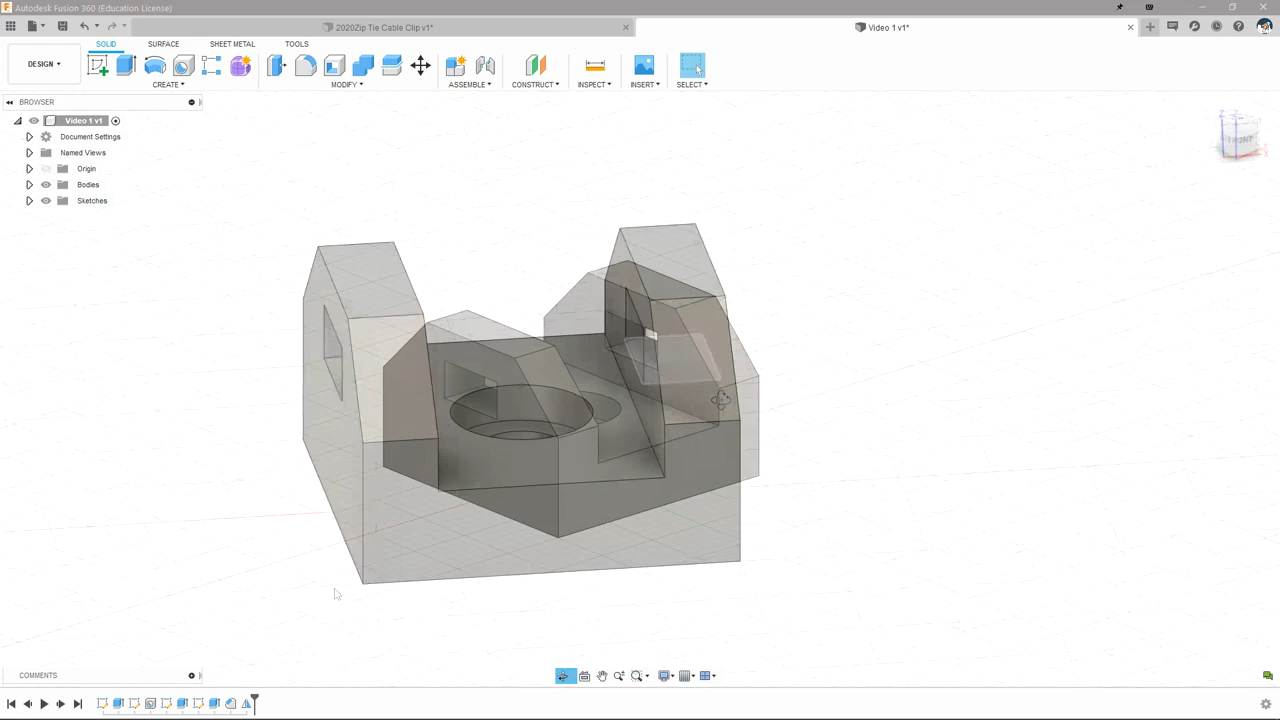 Autodesk Fusion 360 (Education License)
2020Zip Tie Cable Clip v1*
Video 1 v1*
DESIGN
SOLID
SURFACE
SHEET METAL
TOOLS
CREATE
MODIFY
ASSEMBLE
CONSTRUCT
INSPECT
INSERT
SELECT
BROWSER
Video 1 v1
Document Settings
Named Views
Origin
Bodies
Sketches
FRONT
COMMENTS